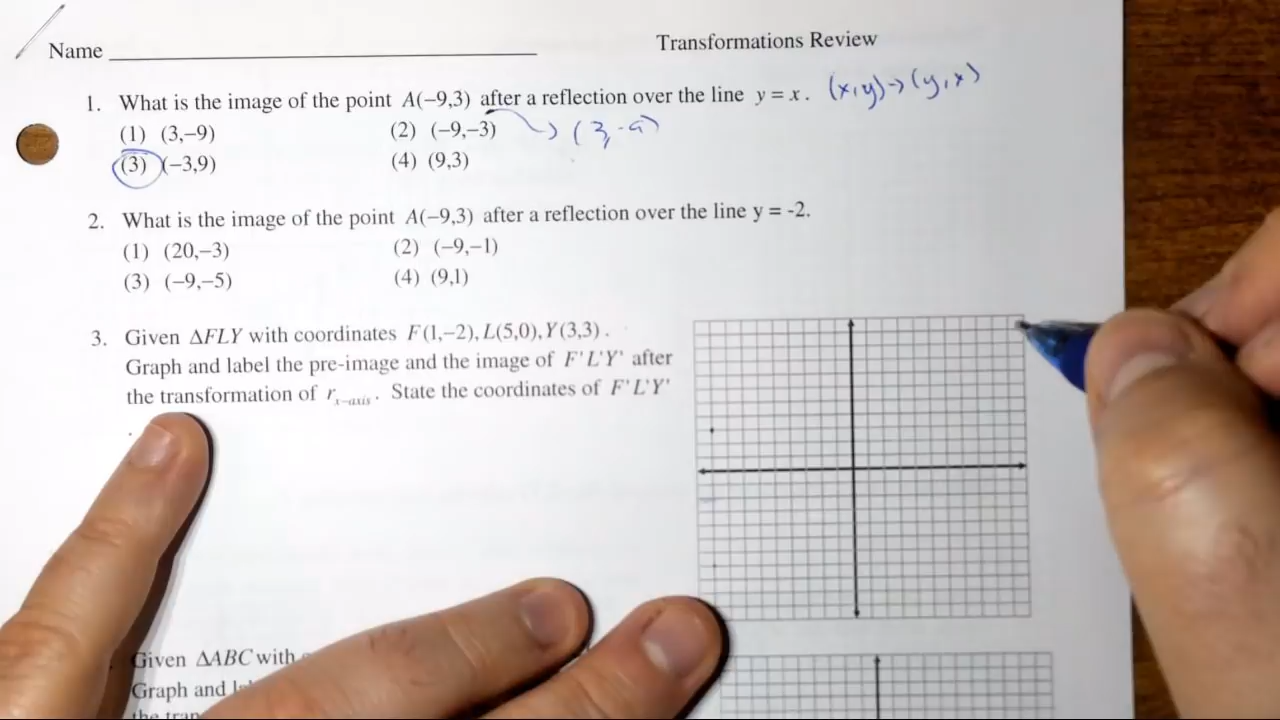 Name Transformations Review
1. What is the image of the point A(−9,3) after a reflection over the line y = x. (x,y)→(y,x)
(1) (3,−9) (2) (−9,−3) → (3,-9)
(3) (−3,9) (4) (9,3)
2. What is the image of the point A(−9,3) after a reflection over the line y = -2.
(1) (20,−3) (2) (−9,−1)
(3) (−9,−5) (4) (9,1)
3. Given ΔFLY with coordinates F(1,−2), L(5,0), Y(3,3).
Graph and label the pre-image and the image of F'L'Y' after
the transformation of r x−axis. State the coordinates of F'L'Y'
Given ΔABC with
Graph and
the